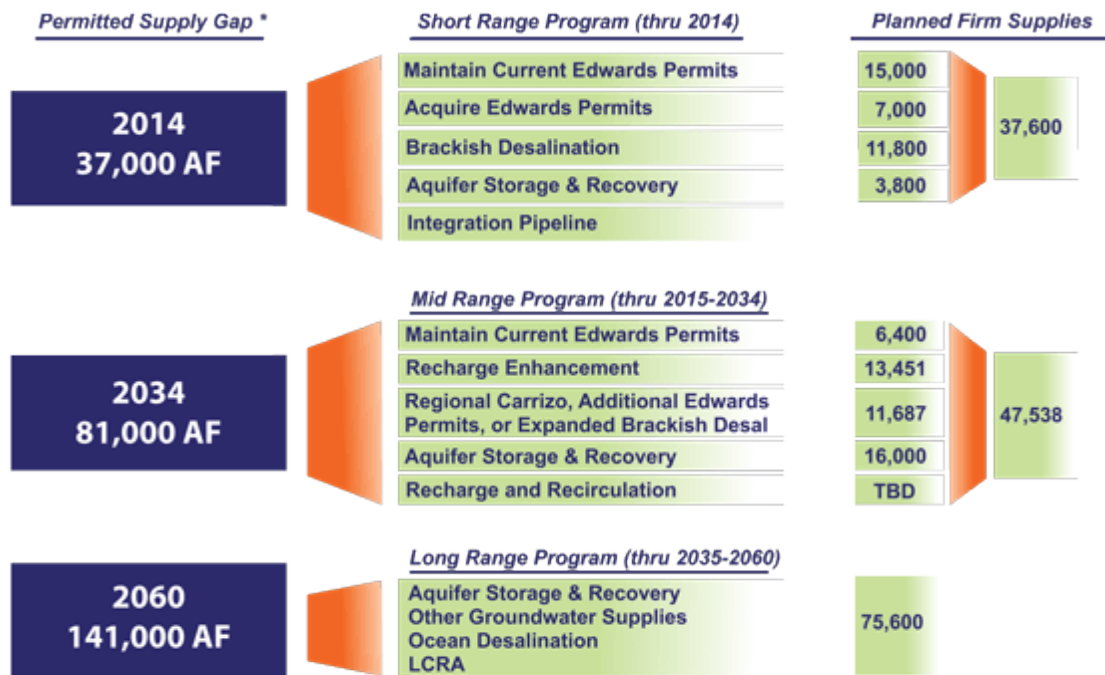 Permitted Supply Gap *
Short Range Program (thru 2014)
Planned Firm Supplies
2014
37,000 AF
Maintain Current Edwards Permits
15,000
Acquire Edwards Permits
7,000
Brackish Desalination
11,800
Aquifer Storage & Recovery
3,800
Integration Pipeline
37,600
Mid Range Program (thru 2015-2034)
2034
81,000 AF
Maintain Current Edwards Permits
6,400
Recharge Enhancement
13,451
Regional Carrizo, Additional Edwards
Permits, or Expanded Brackish Desal
11,687
Aquifer Storage & Recovery
16,000
Recharge and Recirculation
TBD
47,538
Long Range Program (thru 2035-2060)
2060
141,000 AF
Aquifer Storage & Recovery
Other Groundwater Supplies
Ocean Desalination
LCRA
75,600